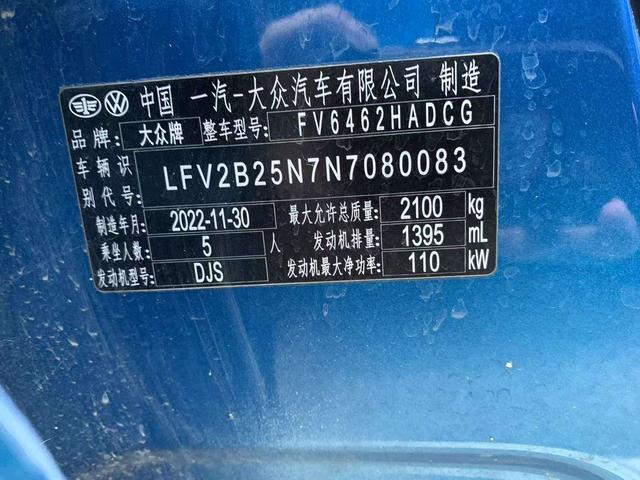 中国 一汽-大众汽车有限公司 制造
品牌: 大众牌 整车型号: FV6462HADCG
车辆识别代号: LFV2B25N7N7080083
制造年月: 2022-11-30 最大允许总质量: 2100 kg
乘坐人数: 5 人 发动机排量: 1395 mL
发动机型号: DJS 发动机最大净功率: 110 kW